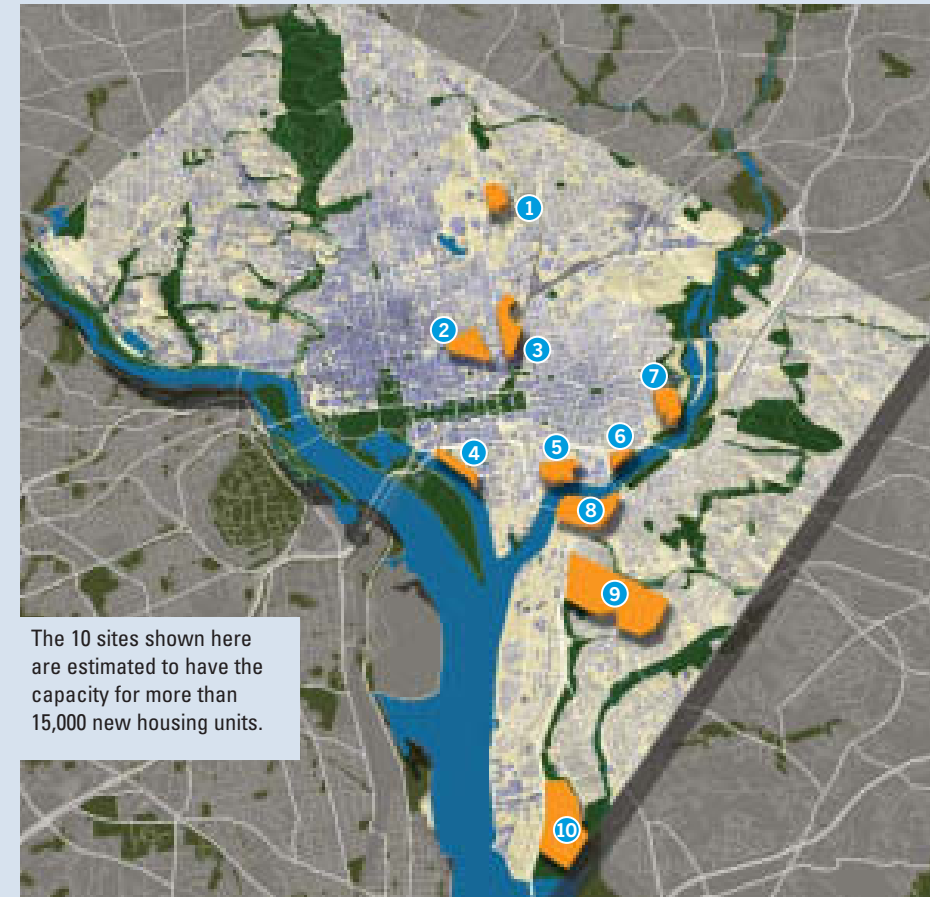 1
2
3
7
4
5
6
8
9
The 10 sites shown here
are estimated to have the
capacity for more than
15,000 new housing units.
10